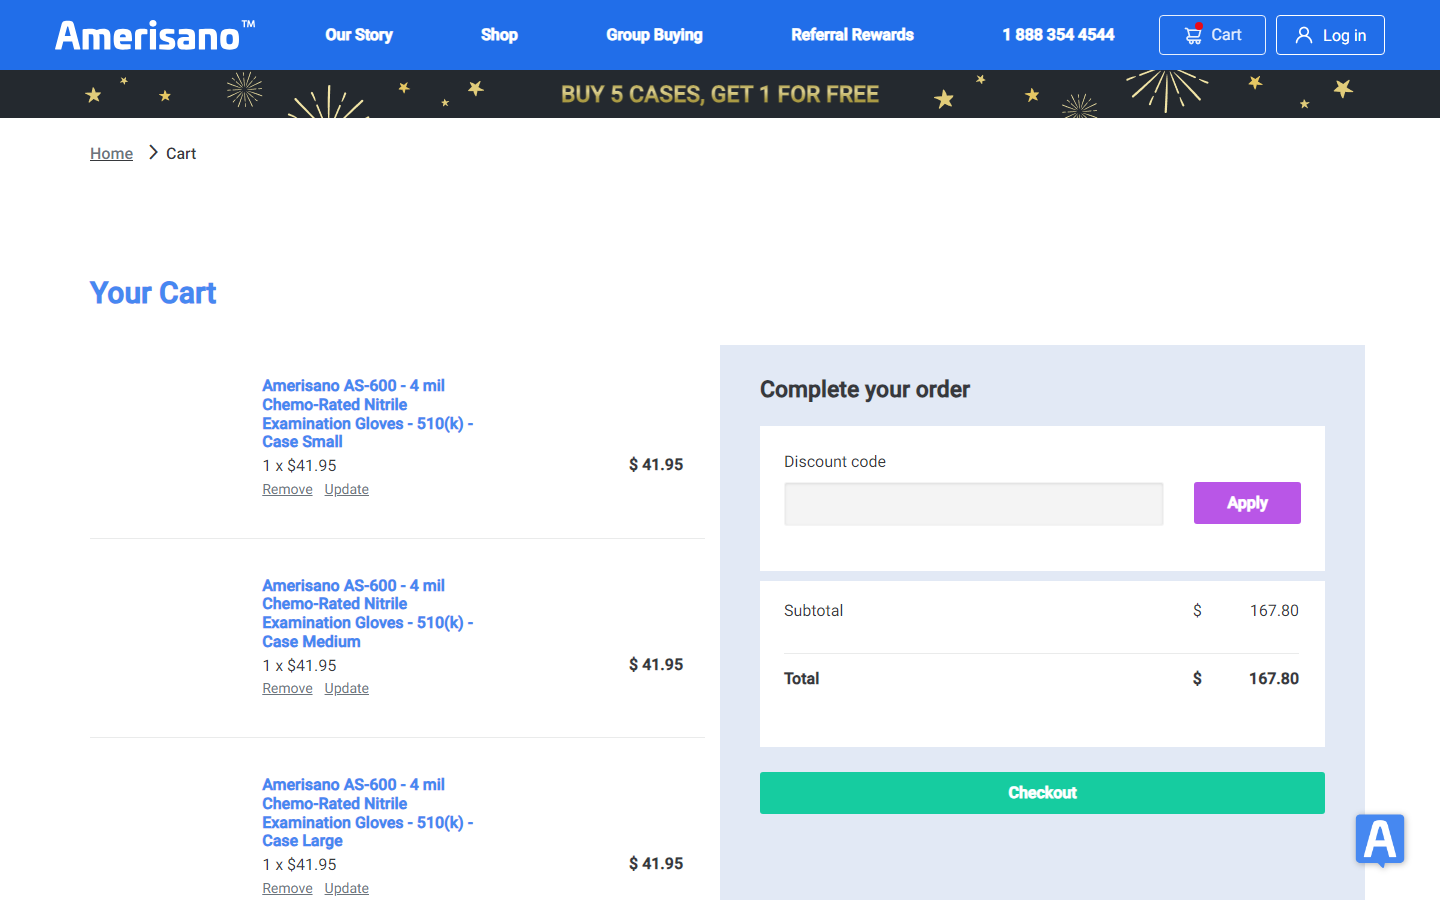 Amerisano™ Our Story Shop Group Buying Referral Rewards 1 888 354 4544 Cart Log in
BUY 5 CASES, GET 1 FOR FREE
Home Cart
Your Cart
Amerisano AS-600 - 4 mil
Chemo-Rated Nitrile
Examination Gloves - 510(k) -
Case Small
1 x $41.95
$ 41.95
Remove Update
Amerisano AS-600 - 4 mil
Chemo-Rated Nitrile
Examination Gloves - 510(k) -
Case Medium
1 x $41.95
$ 41.95
Remove Update
Amerisano AS-600 - 4 mil
Chemo-Rated Nitrile
Examination Gloves - 510(k) -
Case Large
1 x $41.95
$ 41.95
Remove Update
Complete your order
Discount code
Apply
Subtotal $ 167.80
Total $ 167.80
Checkout
A